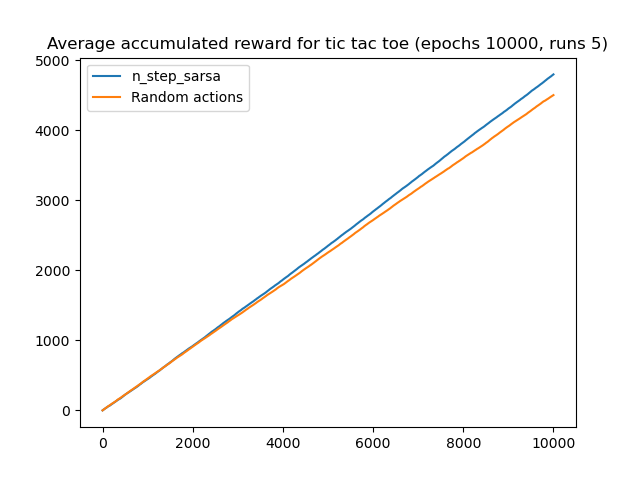 Average accumulated reward for tic tac toe (epochs 10000, runs 5)
5000
n_step_sarsa
Random actions
4000
3000
2000
1000
0
0 2000 4000 6000 8000 10000